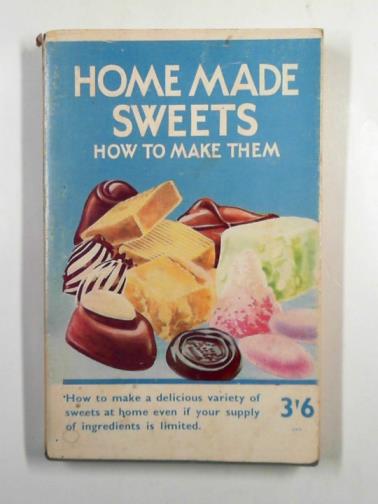 HOME MADE
SWEETS
HOW TO MAKE THEM
'How to make a delicious variety of
sweets at home even if your supply
of ingredients is limited.
3'6